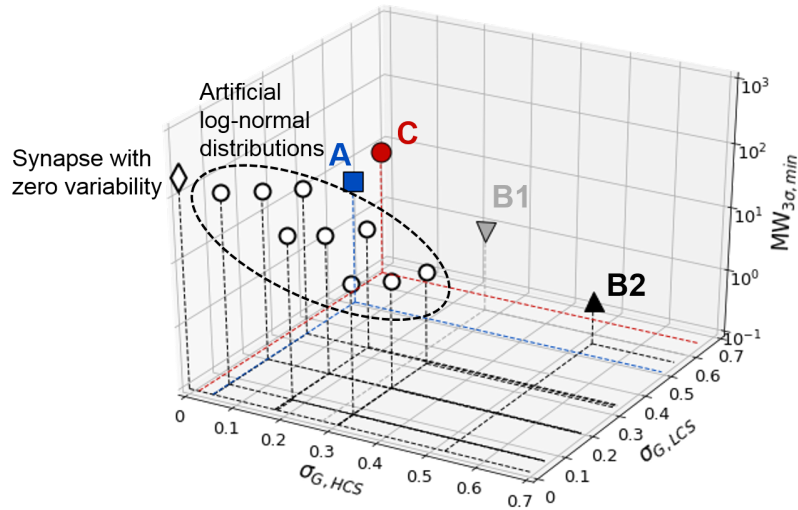 Artificial
log-normal
distributions
Synapse with
zero variability
A
C
B1
B2
10³
10²
10¹
10⁰
10⁻¹
MW3σ,min
0
0.1
0.2
0.3
0.4
0.5
0.6
0.7
σG,HCS
0
0.1
0.2
0.3
0.4
0.5
0.6
0.7
σG,LCS